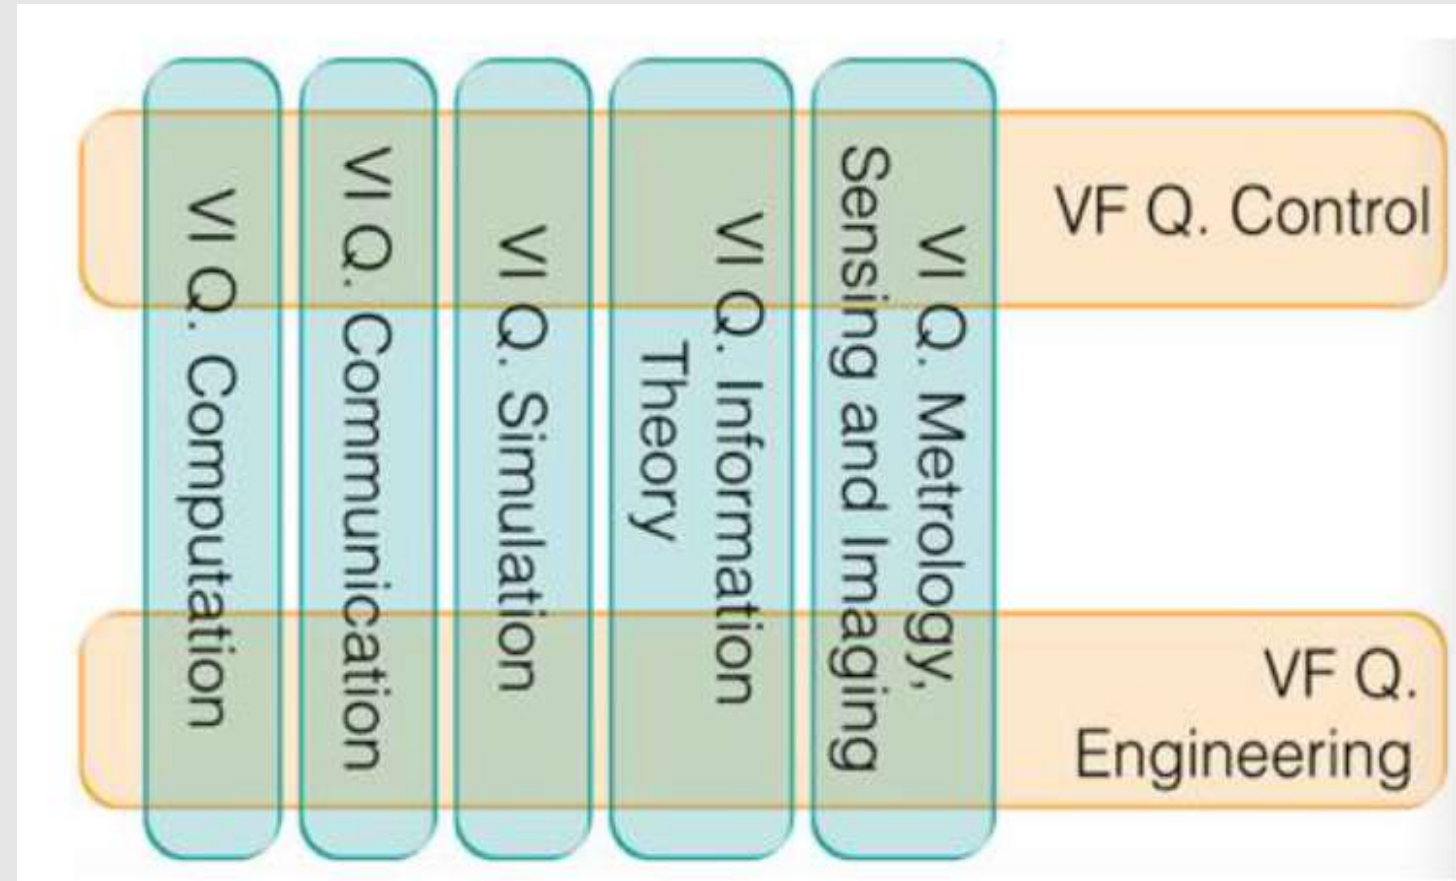 VI Q. Computation
VI Q. Communication
VI Q. Simulation
VI Q. Information
Theory
VI Q. Metrology,
Sensing and Imaging
VF Q. Control
VF Q.
Engineering